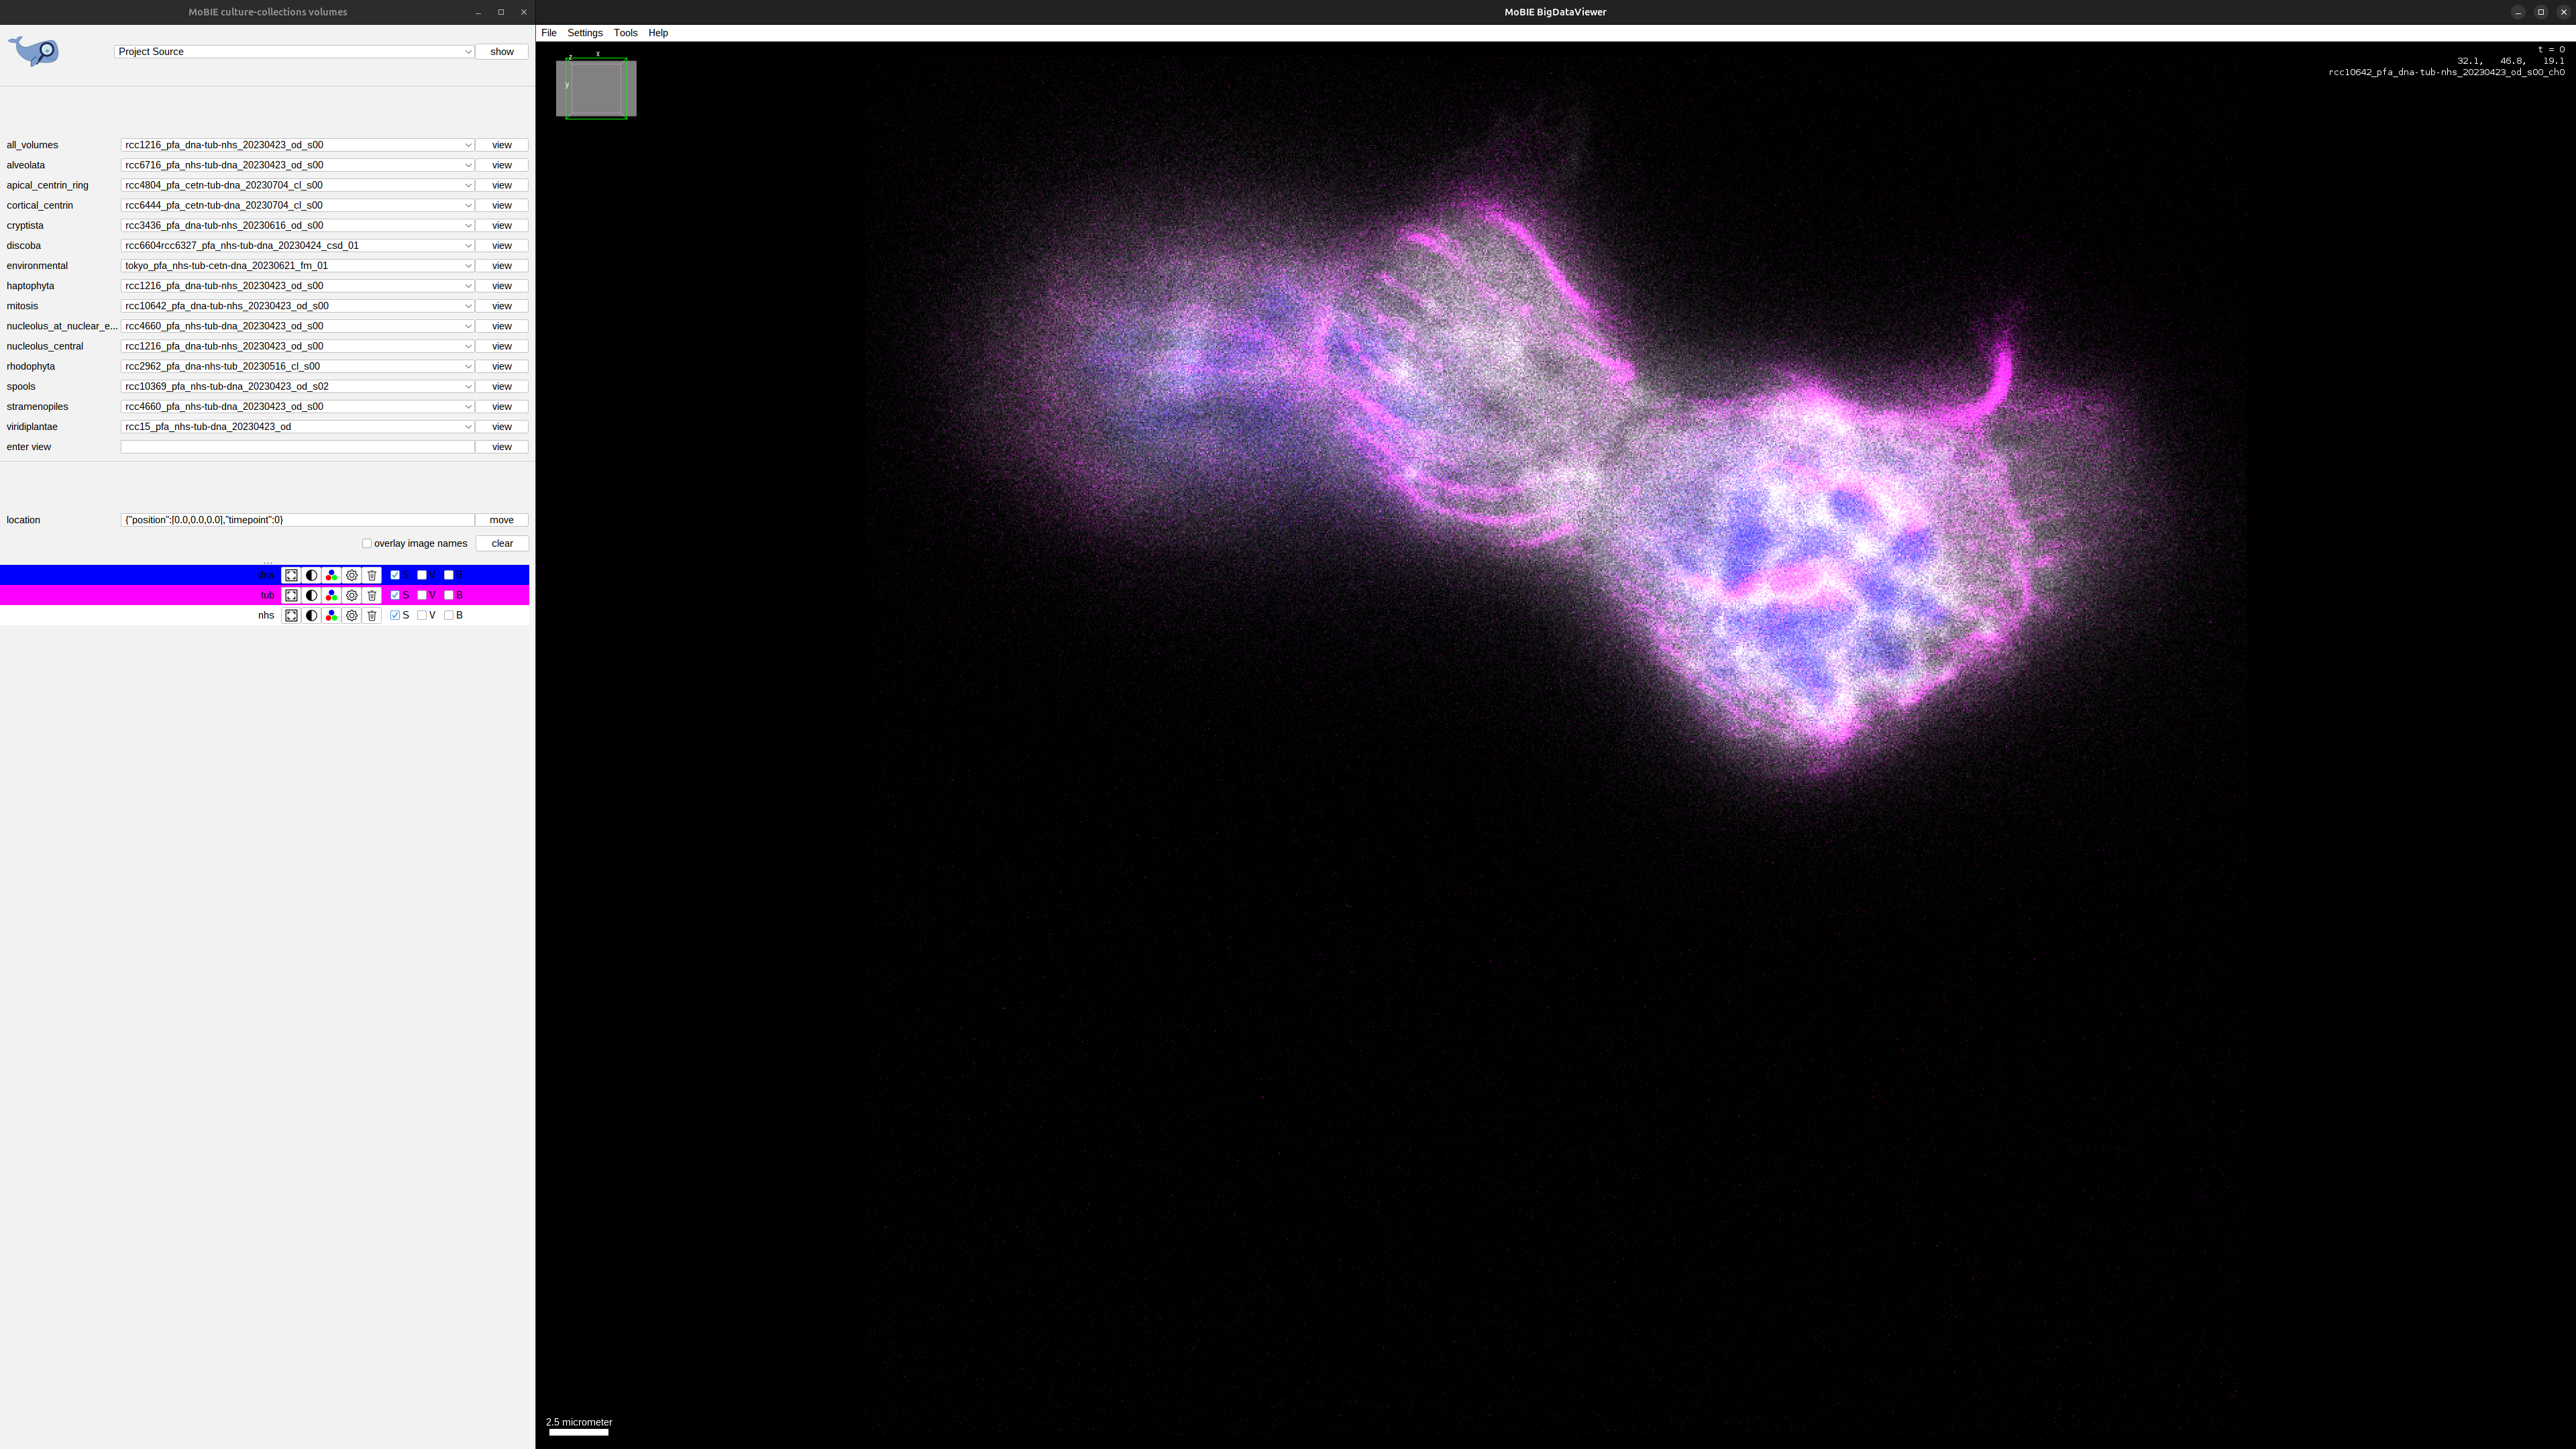 MoBIE culture-collections volumes
Project Source show
all_volumes rcc1216_pfa_dna-tub-nhs_20230423_od_s00 view
alveolata rcc6716_pfa_nhs-tub-dna_20230423_od_s00 view
apical_centrin_ring rcc4804_pfa_cetn-tub-dna_20230704_cl_s00 view
cortical_centrin rcc6444_pfa_cetn-tub-dna_20230704_cl_s00 view
cryptista rcc3436_pfa_dna-tub-nhs_20230616_od_s00 view
discoba rcc6604rcc6327_pfa_nhs-tub-dna_20230424_csd_01 view
environmental tokyo_pfa_nhs-tub-cetn-dna_20230621_fm_01 view
haptophyta rcc1216_pfa_dna-tub-nhs_20230423_od_s00 view
mitosis rcc10642_pfa_dna-tub-nhs_20230423_od_s00 view
nucleolus_at_nuclear_e... rcc4660_pfa_nhs-tub-dna_20230423_od_s00 view
nucleolus_central rcc1216_pfa_dna-tub-nhs_20230423_od_s00 view
rhodophyta rcc2962_pfa_dna-nhs-tub_20230516_cl_s00 view
spools rcc10369_pfa_nhs-tub-dna_20230423_od_s02 view
stramenopiles rcc4660_pfa_nhs-tub-dna_20230423_od_s00 view
viridiplantae rcc15_pfa_nhs-tub-dna_20230423_od view
enter view view
location {"position":[0.0,0.0,0.0],"timepoint":0} move
overlay image names clear
dna S V B
tub S V B
nhs S V B
MoBIE BigDataViewer
File Settings Tools Help
x
z
y
t = 0
32.1, 46.8, 19.1
rcc10642_pfa_dna-tub-nhs_20230423_od_s00_ch0
2.5 micrometer